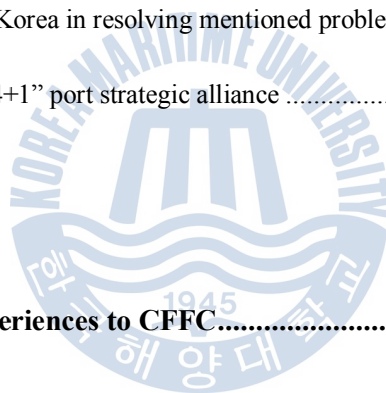 Korea in resolving mentioned proble
KOREA MARITIME UNIVERSITY
4+1” port strategic alliance ................
1945
eriences to CFFC......................
한국해양대학교